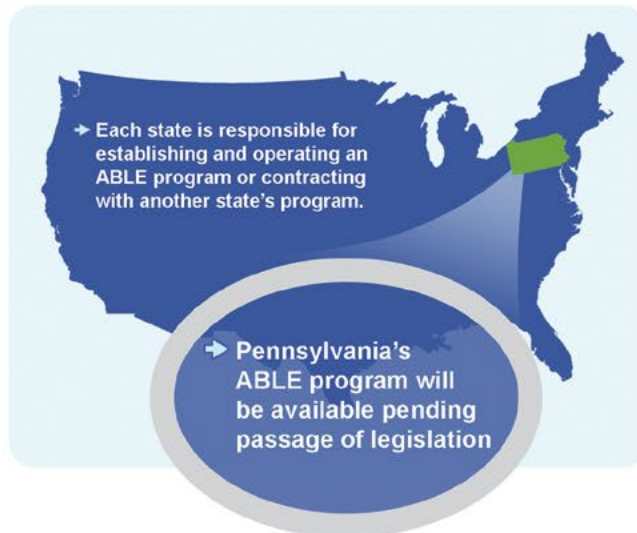 Each state is responsible for
establishing and operating an
ABLE program or contracting
with another state's program.
Pennsylvania's
ABLE program will
be available pending
passage of legislation